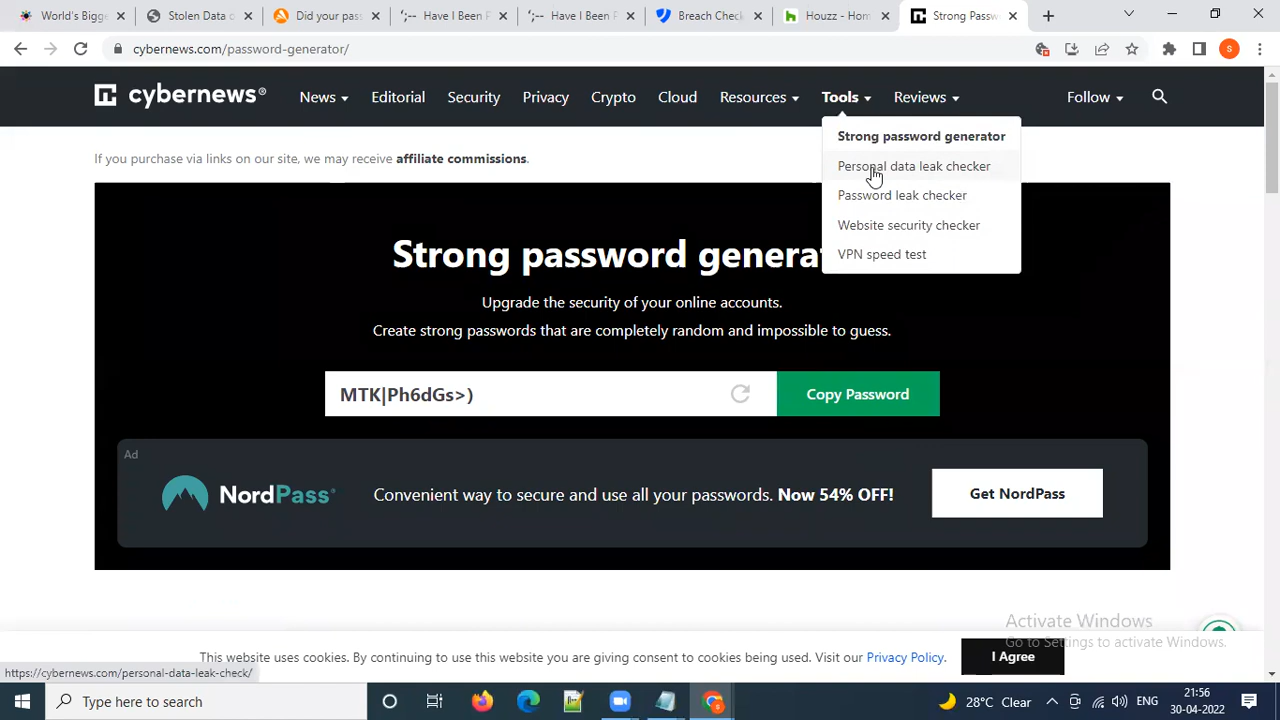 World's Bigge
Stolen Data o
Did your pas
Have I Been P
Have I Been P
Breach Check
Houzz - Hom
Strong Passw
cybernews.com/password-generator/
S
cybernews®
News
Editorial
Security
Privacy
Crypto
Cloud
Resources
Tools
Reviews
Follow
If you purchase via links on our site, we may receive affiliate commissions.
Strong password generator
Personal data leak checker
Password leak checker
Website security checker
VPN speed test
Strong password genera
Upgrade the security of your online accounts.
Create strong passwords that are completely random and impossible to guess.
MTK|Ph6dGs>)
Copy Password
Ad
NordPass®
Convenient way to secure and use all your passwords. Now 54% OFF!
Get NordPass
Activate Windows
Go to Settings to activate Windows.
This website uses cookies. By continuing to use this website you are giving consent to cookies being used. Visit our Privacy Policy.
I Agree
https://cybernews.com/personal-data-leak-check/
Type here to search
28°C Clear
ENG
21:56
30-04-2022